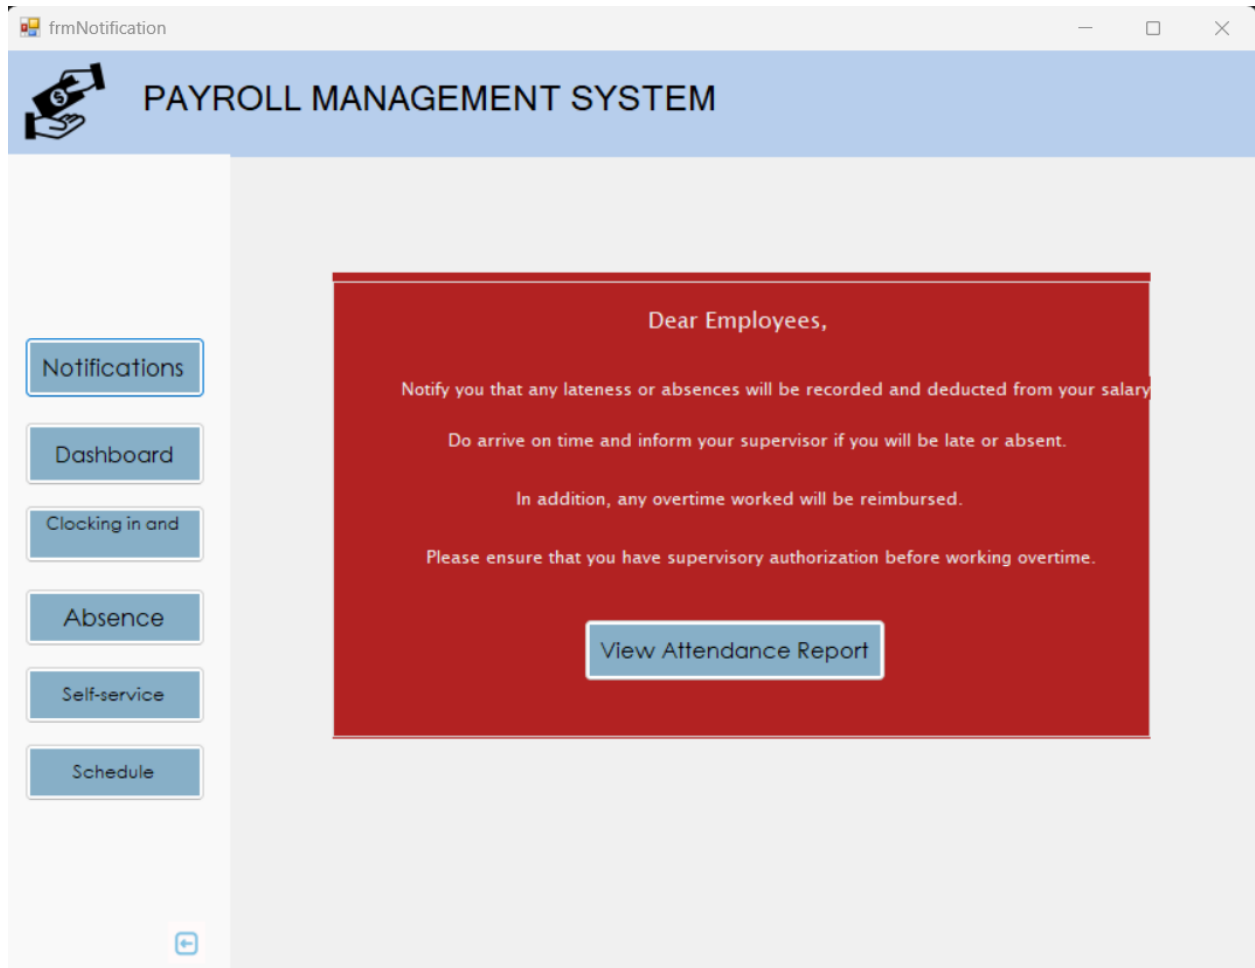 frmNotification
PAYROLL MANAGEMENT SYSTEM
Notifications
Dashboard
Clocking in and
Absence
Self-service
Schedule
Dear Employees,
Notify you that any lateness or absences will be recorded and deducted from your salary
Do arrive on time and inform your supervisor if you will be late or absent.
In addition, any overtime worked will be reimbursed.
Please ensure that you have supervisory authorization before working overtime.
View Attendance Report